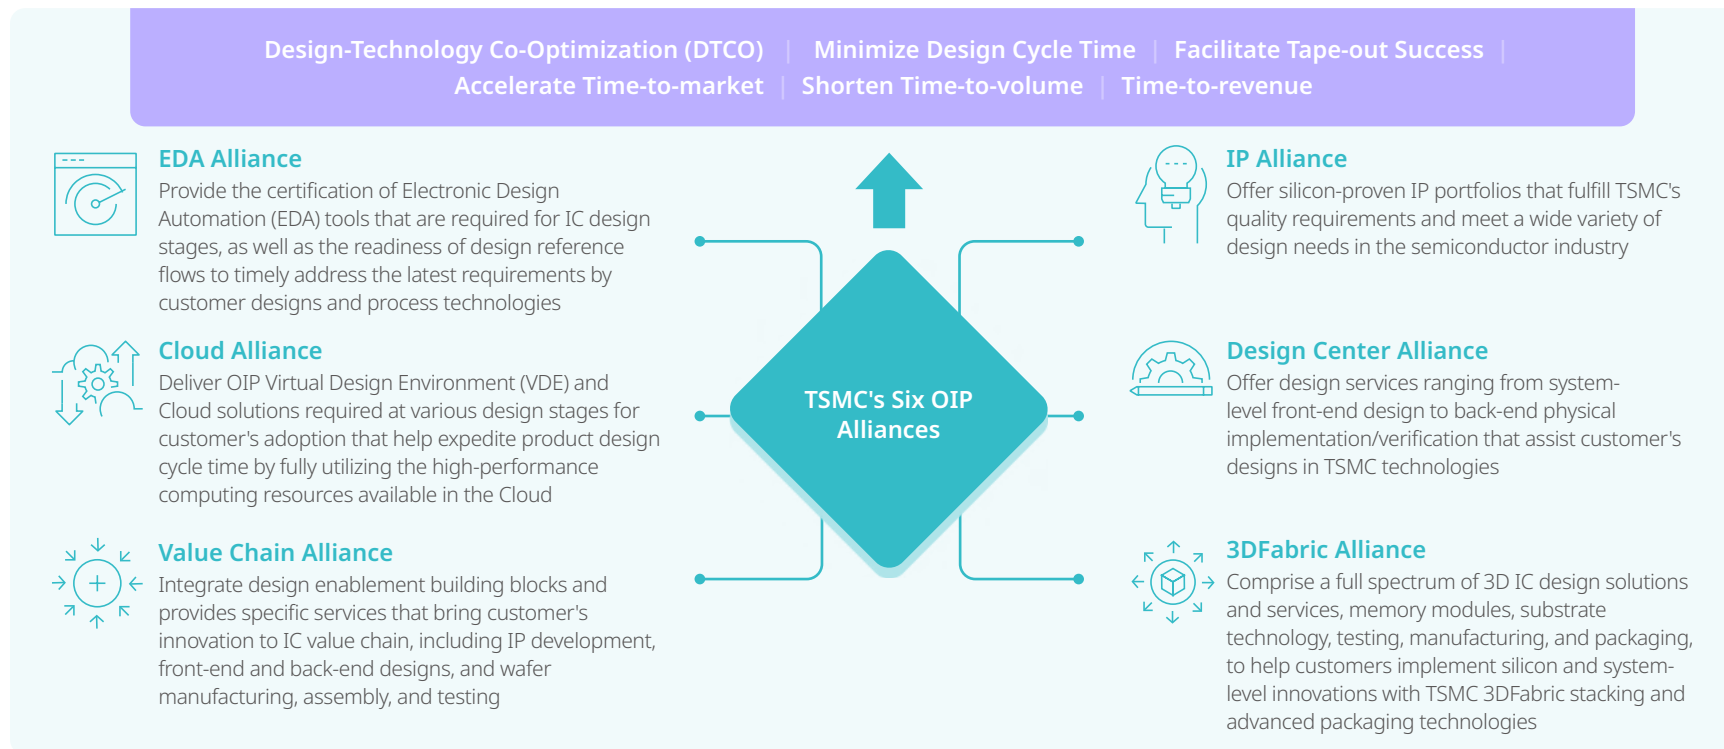 Design-Technology Co-Optimization (DTCO) | Minimize Design Cycle Time | Facilitate Tape-out Success |
Accelerate Time-to-market | Shorten Time-to-volume | Time-to-revenue
EDA Alliance
Provide the certification of Electronic Design
Automation (EDA) tools that are required for IC design
stages, as well as the readiness of design reference
flows to timely address the latest requirements by
customer designs and process technologies
Cloud Alliance
Deliver OIP Virtual Design Environment (VDE) and
Cloud solutions required at various design stages for
customer's adoption that help expedite product design
cycle time by fully utilizing the high-performance
computing resources available in the Cloud
Value Chain Alliance
Integrate design enablement building blocks and
provides specific services that bring customer's
innovation to IC value chain, including IP development,
front-end and back-end designs, and wafer
manufacturing, assembly, and testing
TSMC's Six OIP
Alliances
IP Alliance
Offer silicon-proven IP portfolios that fulfill TSMC's
quality requirements and meet a wide variety of
design needs in the semiconductor industry
Design Center Alliance
Offer design services ranging from system-
level front-end design to back-end physical
implementation/verification that assist customer's
designs in TSMC technologies
3DFabric Alliance
Comprise a full spectrum of 3D IC design solutions
and services, memory modules, substrate
technology, testing, manufacturing, and packaging,
to help customers implement silicon and system-
level innovations with TSMC 3DFabric stacking and
advanced packaging technologies